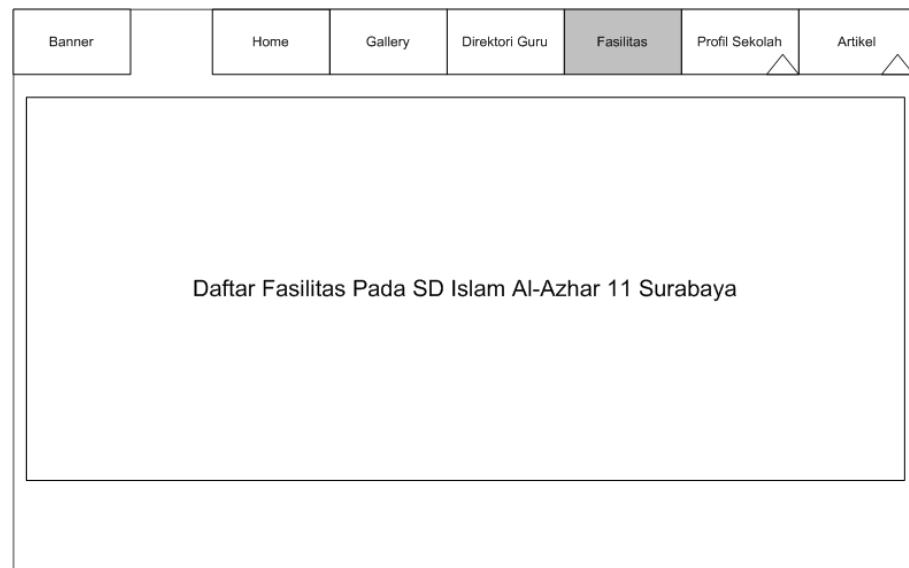 Banner
Home
Gallery
Direktori Guru
Fasilitas
Profil Sekolah
Artikel
Daftar Fasilitas Pada SD Islam Al-Azhar 11 Surabaya